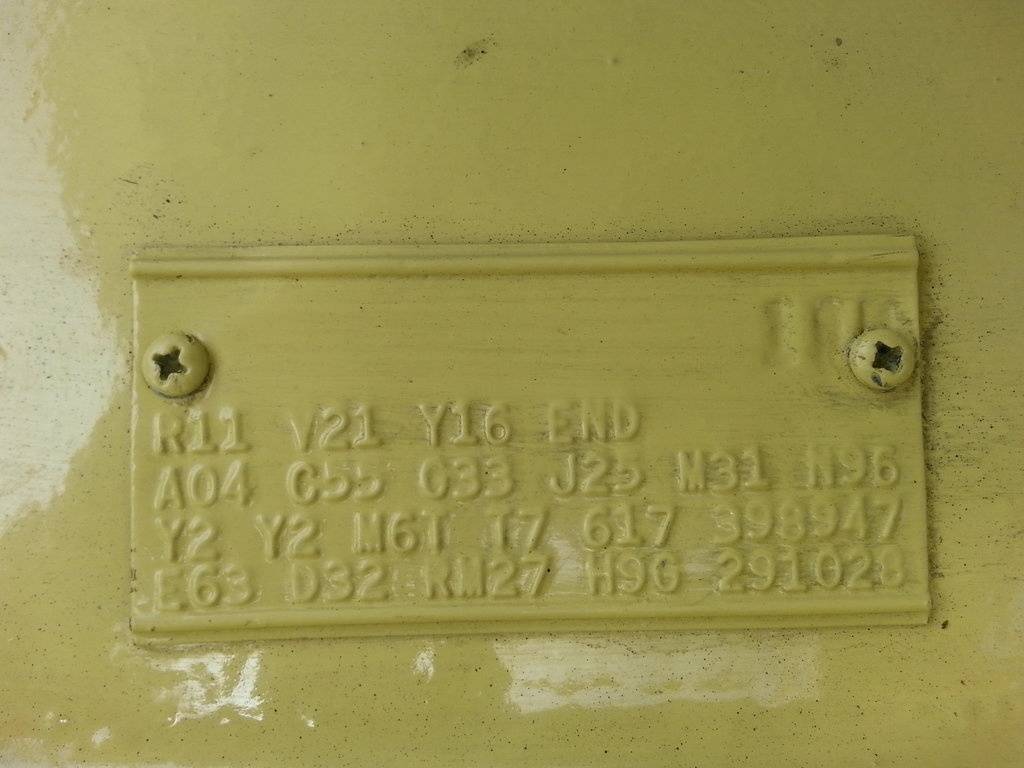 R11 V21 Y16 END
A04 C55 G33 J25 M31 N96
Y2 Y2 M6T T7 617 398947
E63 D32 RM27 H9G 291028